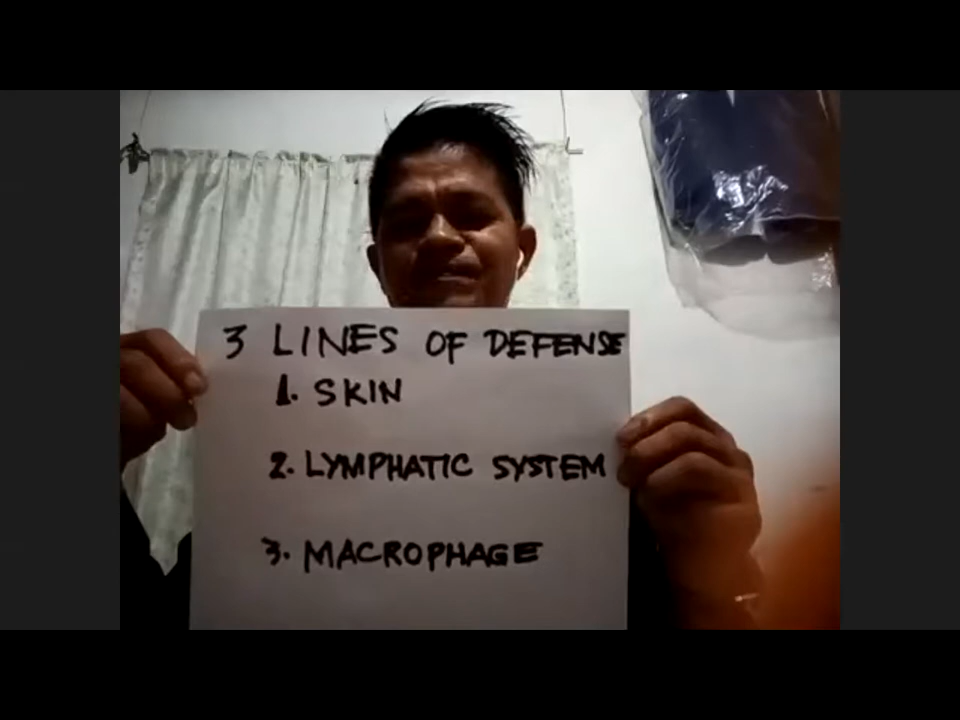 3 LINES OF DEFENSE
1. SKIN
2. LYMPHATIC SYSTEM
3. MACROPHAGE